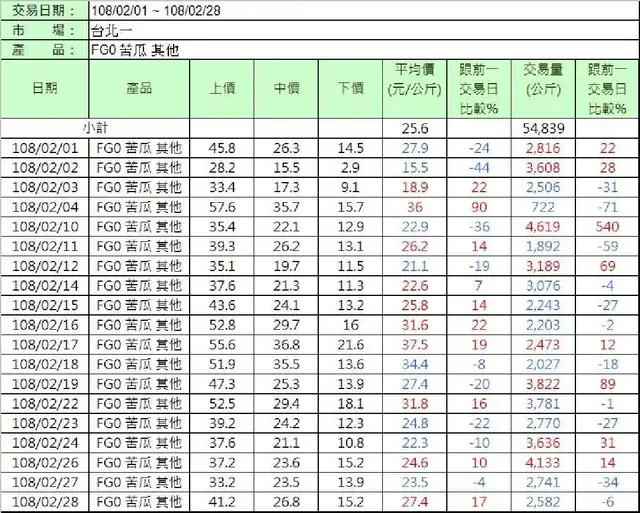 交易日期： 108/02/01 ~ 108/02/28
市　場： 台北一
產　品： FG0 苦瓜 其他
日期 產品 上價 中價 下價 平均價(元/公斤) 跟前一交易日比較% 交易量(公斤) 跟前一交易日比較%
小計 25.6 54,839
108/02/01 FG0 苦瓜 其他 45.8 26.3 14.5 27.9 -24 2,816 22
108/02/02 FG0 苦瓜 其他 28.2 15.5 2.9 15.5 -44 3,608 28
108/02/03 FG0 苦瓜 其他 33.4 17.3 9.1 18.9 22 2,506 -31
108/02/04 FG0 苦瓜 其他 57.6 35.7 15.7 36 90 722 -71
108/02/10 FG0 苦瓜 其他 35.4 22.1 12.9 22.9 -36 4,619 540
108/02/11 FG0 苦瓜 其他 39.3 26.2 13.1 26.2 14 1,892 -59
108/02/12 FG0 苦瓜 其他 35.1 19.7 11.5 21.1 -19 3,189 69
108/02/14 FG0 苦瓜 其他 37.6 21.3 11.3 22.6 7 3,076 -4
108/02/15 FG0 苦瓜 其他 43.6 24.1 13.2 25.8 14 2,243 -27
108/02/16 FG0 苦瓜 其他 52.8 29.7 16 31.6 22 2,203 -2
108/02/17 FG0 苦瓜 其他 55.6 36.8 21.6 37.5 19 2,473 12
108/02/18 FG0 苦瓜 其他 51.9 35.5 13.6 34.4 -8 2,027 -18
108/02/19 FG0 苦瓜 其他 47.3 25.3 13.9 27.4 -20 3,822 89
108/02/22 FG0 苦瓜 其他 52.5 29.4 18.1 31.8 16 3,781 -1
108/02/23 FG0 苦瓜 其他 39.2 24.2 12.3 24.8 -22 2,770 -27
108/02/24 FG0 苦瓜 其他 37.6 21.1 10.8 22.3 -10 3,636 31
108/02/26 FG0 苦瓜 其他 37.2 23.6 15.2 24.6 10 4,133 14
108/02/27 FG0 苦瓜 其他 33.2 23.5 13.9 23.5 -4 2,741 -34
108/02/28 FG0 苦瓜 其他 41.2 26.8 15.2 27.4 17 2,582 -6